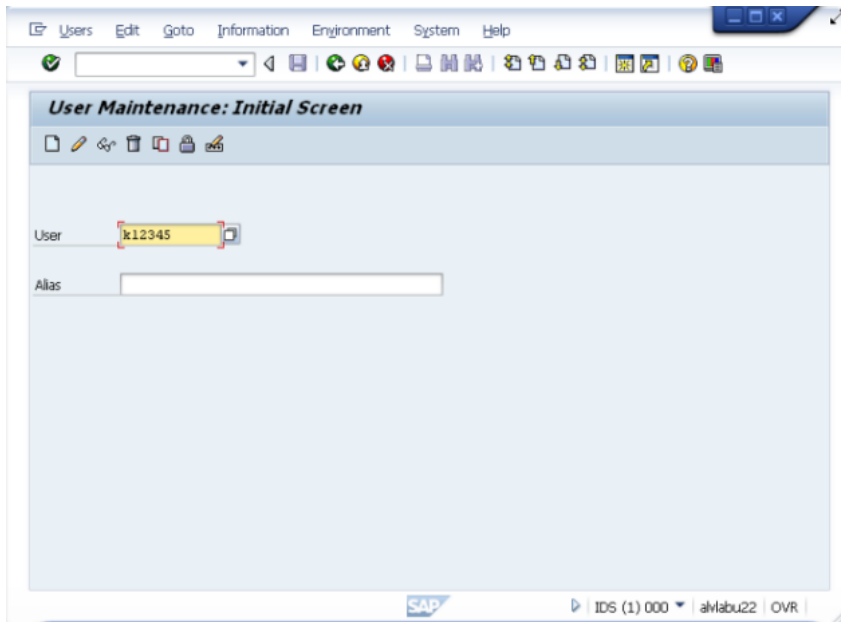 Users Edit Goto Information Environment System Help
User Maintenance: Initial Screen
User k12345
Alias
SAP IDS (1) 000 alvlabu22 OVR